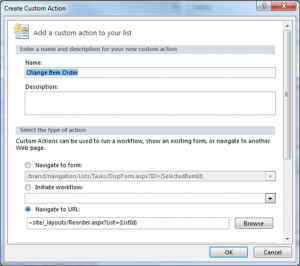 Create Custom Action
Add a custom action to your list
Enter a name and description for your new custom action
Name:
Change Item Order
Description:
Select the type of action
Custom Actions can be used to run a workflow, show an existing form, or navigate to another
Web page.
Navigate to form:
/brand/navigation/Lists/Tasks/DispForm.aspx?ID={SelectedItemId}
Initiate workflow:
Navigate to URL:
~site/_layouts/Reorder.aspx?List={ListId}
Browse
OK
Cancel